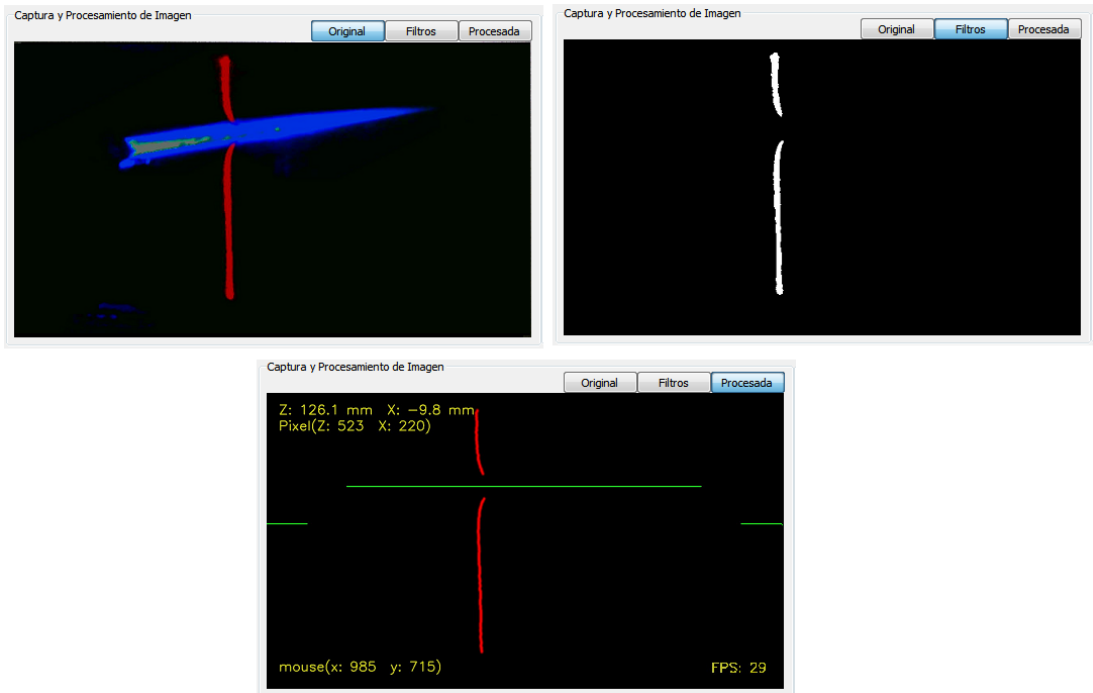 Captura y Procesamiento de Imagen
Original Filtros Procesada
Captura y Procesamiento de Imagen
Original Filtros Procesada
Captura y Procesamiento de Imagen
Original Filtros Procesada
Z: 126.1 mm X: −9.8 mm
Pixel(Z: 523 X: 220)
mouse(x: 985 y: 715)
FPS: 29